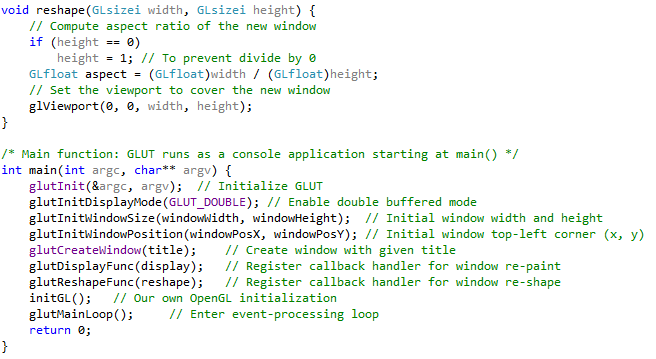 void reshape(GLsizei width, GLsizei height) {
    // Compute aspect ratio of the new window
    if (height == 0)
        height = 1; // To prevent divide by 0
    GLfloat aspect = (GLfloat)width / (GLfloat)height;
    // Set the viewport to cover the new window
    glViewport(0, 0, width, height);
}

/* Main function: GLUT runs as a console application starting at main() */
int main(int argc, char** argv) {
    glutInit(&argc, argv);  // Initialize GLUT
    glutInitDisplayMode(GLUT_DOUBLE); // Enable double buffered mode
    glutInitWindowSize(windowWidth, windowHeight);  // Initial window width and height
    glutInitWindowPosition(windowPosX, windowPosY); // Initial window top-left corner (x, y)
    glutCreateWindow(title);    // Create window with given title
    glutDisplayFunc(display);   // Register callback handler for window re-paint
    glutReshapeFunc(reshape);   // Register callback handler for window re-shape
    initGL();   // Our own OpenGL initialization
    glutMainLoop();     // Enter event-processing loop
    return 0;
}